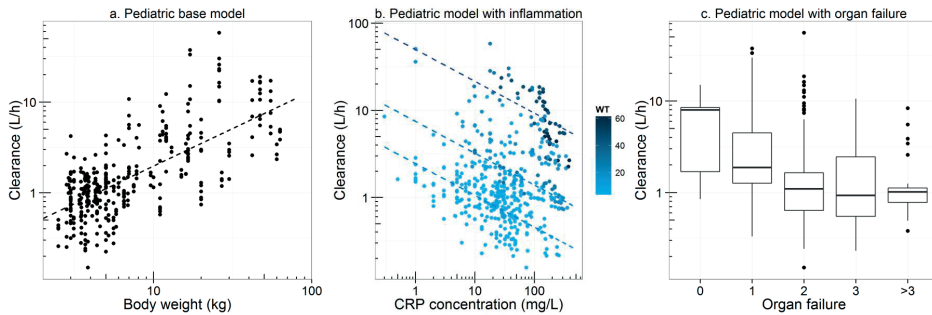 a. Pediatric base model
Clearance (L/h)
10
1
10
100
Body weight (kg)
b. Pediatric model with inflammation
Clearance (L/h)
100
10
1
1
10
100
CRP concentration (mg/L)
WT
60
40
20
c. Pediatric model with organ failure
Clearance (L/h)
10
1
0
1
2
3
>3
Organ failure